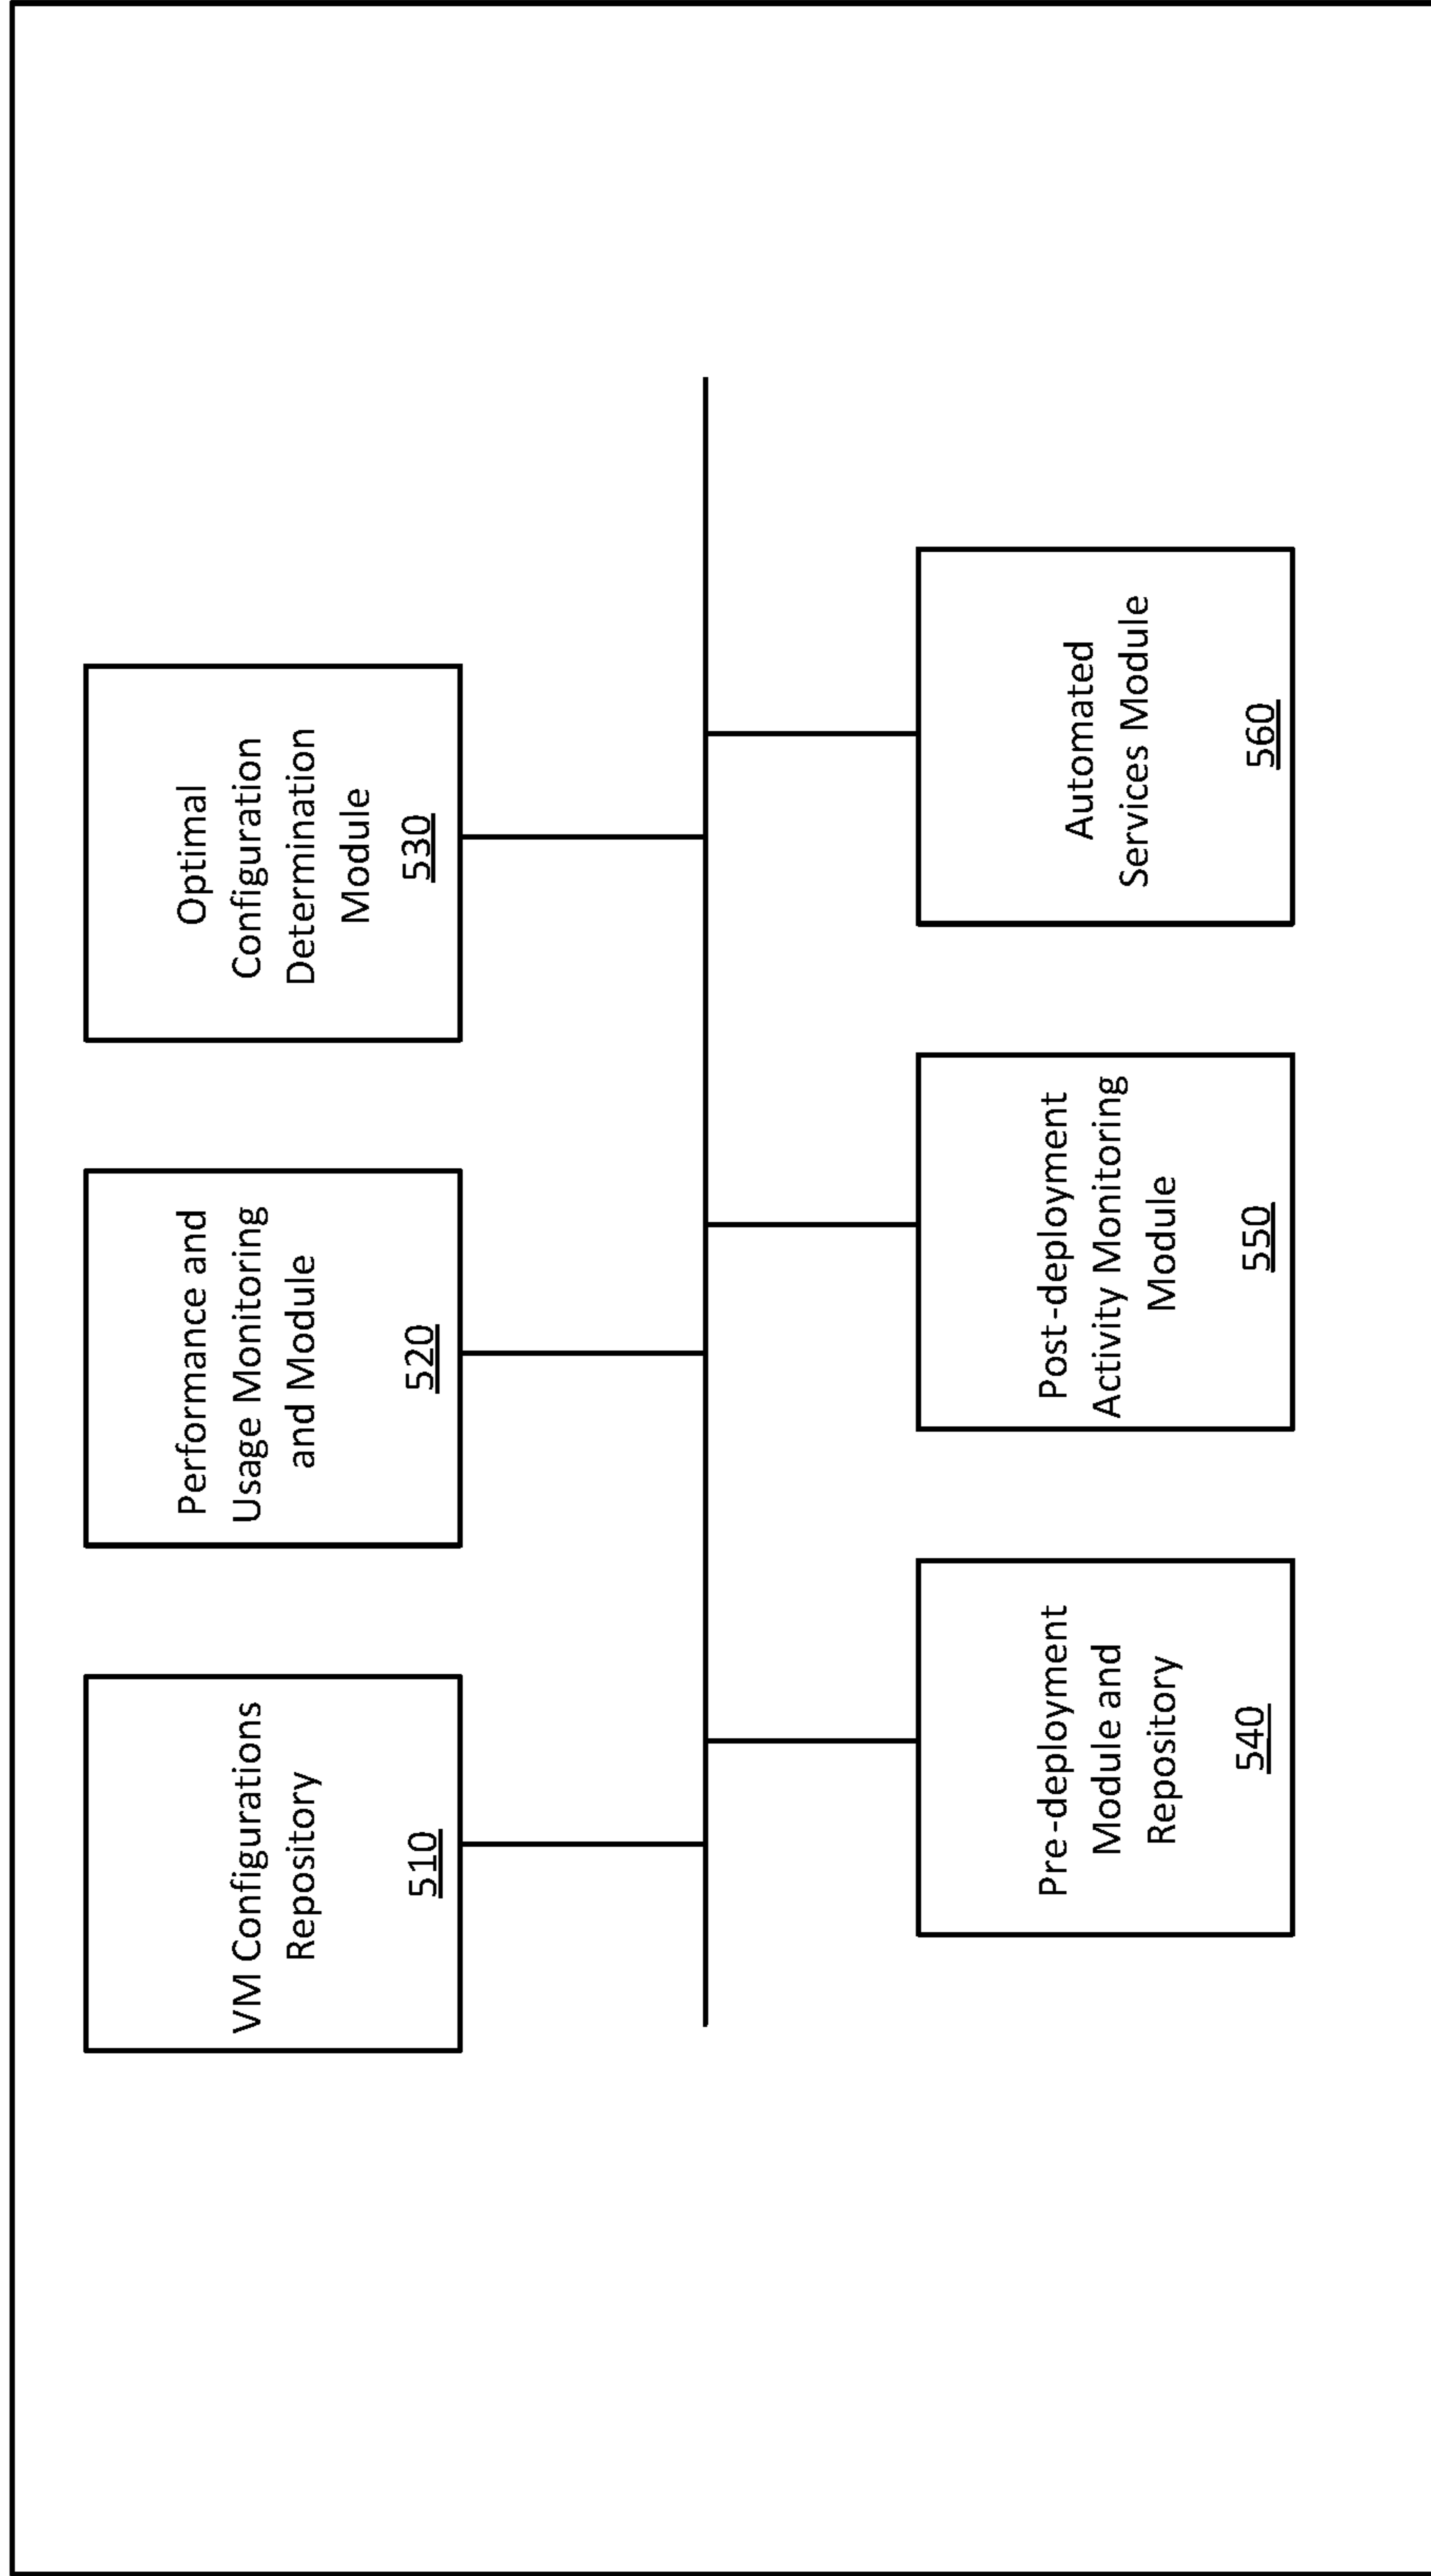 VM Configurations
Repository
510
Performance and
Usage Monitoring
and Module
520
Optimal
Configuration
Determination
Module
530
Pre-deployment
Module and
Repository
540
Post-deployment
Activity Monitoring
Module
550
Automated
Services Module
560